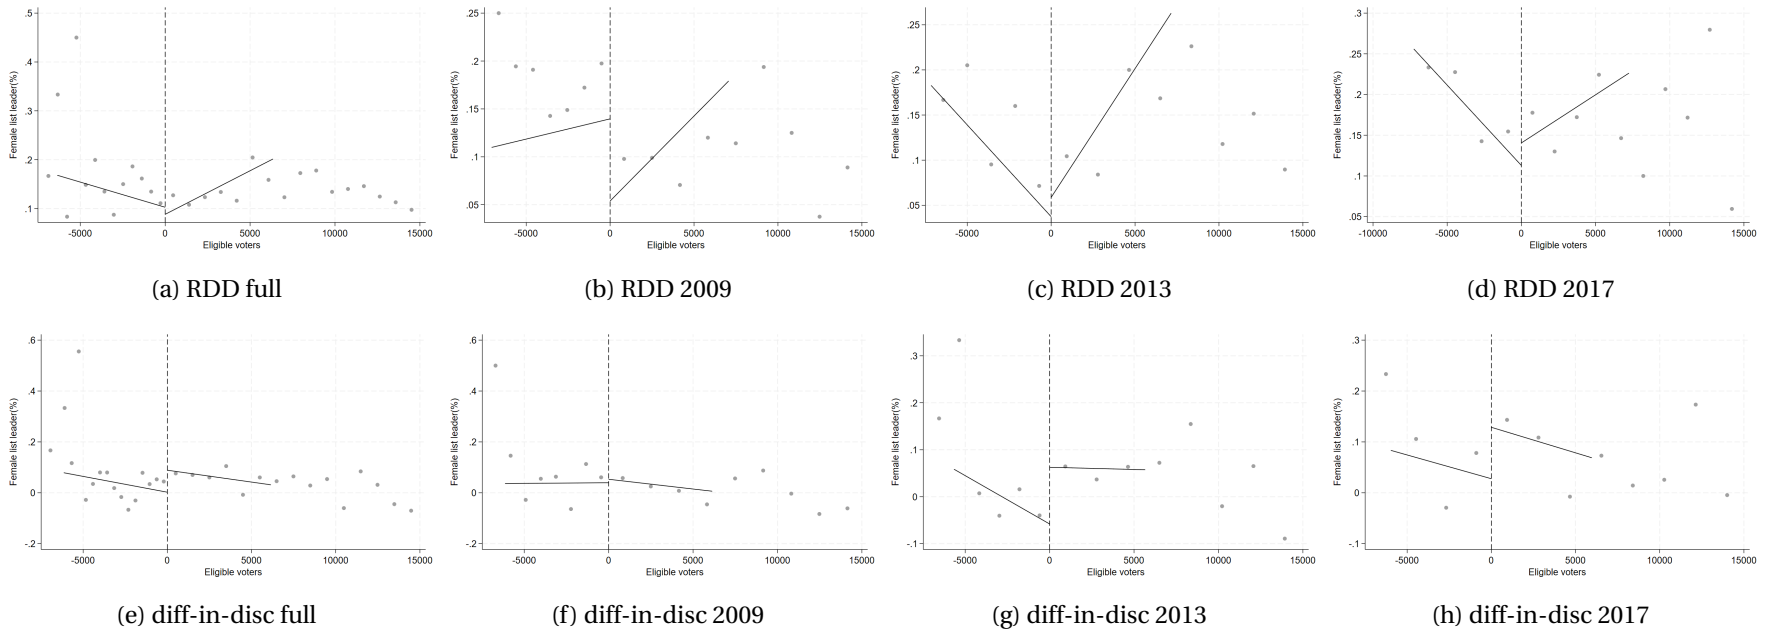 .5
.4
.3
.2
.1
Female list leader(%)
-5000 0 5000 10000 15000
Eligible voters
(a) RDD full
.25
.2
.15
.1
.05
Female list leader(%)
-5000 0 5000 10000 15000
Eligible voters
(b) RDD 2009
.25
.2
.15
.1
.05
Female list leader(%)
-5000 0 5000 10000 15000
Eligible voters
(c) RDD 2013
.3
.25
.2
.15
.1
.05
Female list leader(%)
-10000 -5000 0 5000 10000 15000
Eligible voters
(d) RDD 2017
.6
.4
.2
0
-.2
Female list leader(%)
-5000 0 5000 10000 15000
Eligible voters
(e) diff-in-disc full
.6
.4
.2
0
-.2
Female list leader(%)
-5000 0 5000 10000 15000
Eligible voters
(f) diff-in-disc 2009
.3
.2
.1
0
-.1
Female list leader(%)
-5000 0 5000 10000 15000
Eligible voters
(g) diff-in-disc 2013
.3
.2
.1
0
-.1
Female list leader(%)
-5000 0 5000 10000 15000
Eligible voters
(h) diff-in-disc 2017